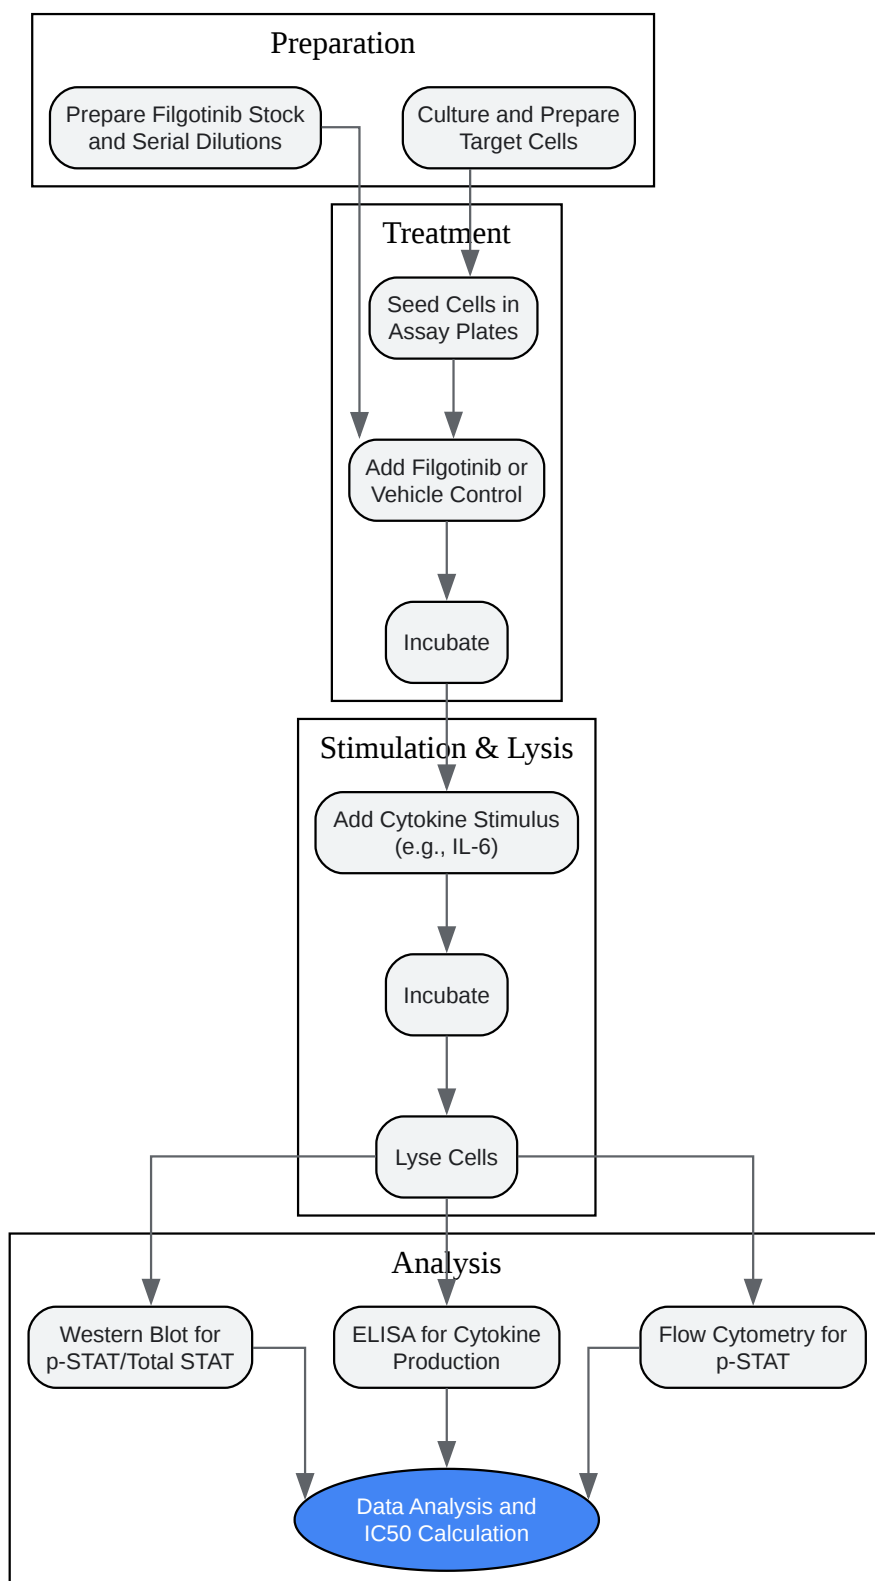 Preparation
Prepare Filgotinib Stock
and Serial Dilutions
Culture and Prepare
Target Cells
Treatment
Seed Cells in
Assay Plates
Add Filgotinib or
Vehicle Control
Incubate
Stimulation & Lysis
Add Cytokine Stimulus
(e.g., IL-6)
Incubate
Lyse Cells
Analysis
Western Blot for
p-STAT/Total STAT
ELISA for Cytokine
Production
Flow Cytometry for
p-STAT
Data Analysis and
IC50 Calculation